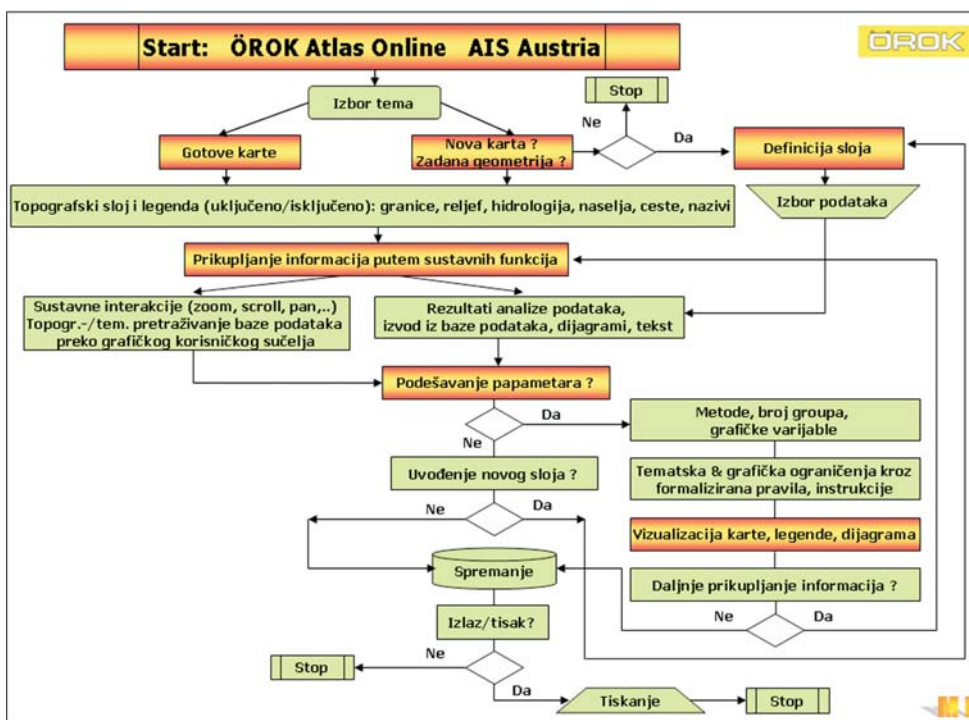 Start: ÖROK Atlas Online AIS Austria
ÖROK
Izbor tema
Stop
Ne
Da
Gotove karte
Nova karta ?
Zadana geometrija ?
Definicija sloja
Topografski sloj i legenda (uključeno/isključeno): granice, reljef, hidrologija, naselja, ceste, nazivi
Izbor podataka
Prikupljanje informacija putem sustavnih funkcija
Sustavne interakcije (zoom, scroll, pan,..)
Topogr.-/tem. pretraživanje baze podataka
preko grafičkog korisničkog sučelja
Rezultati analize podataka,
izvod iz baze podataka, dijagrami, tekst
Podešavanje papametara ?
Da
Ne
Metode, broj groupa,
grafičke varijable
Uvođenje novog sloja ?
Tematska & grafička ograničenja kroz
formalizirana pravila, instrukcije
Ne
Da
Vizualizacija karte, legende, dijagrama
Spremanje
Daljnje prikupljanje informacija ?
Ne
Da
Izlaz/tisak?
Ne
Stop
Da
Tiskanje
Stop